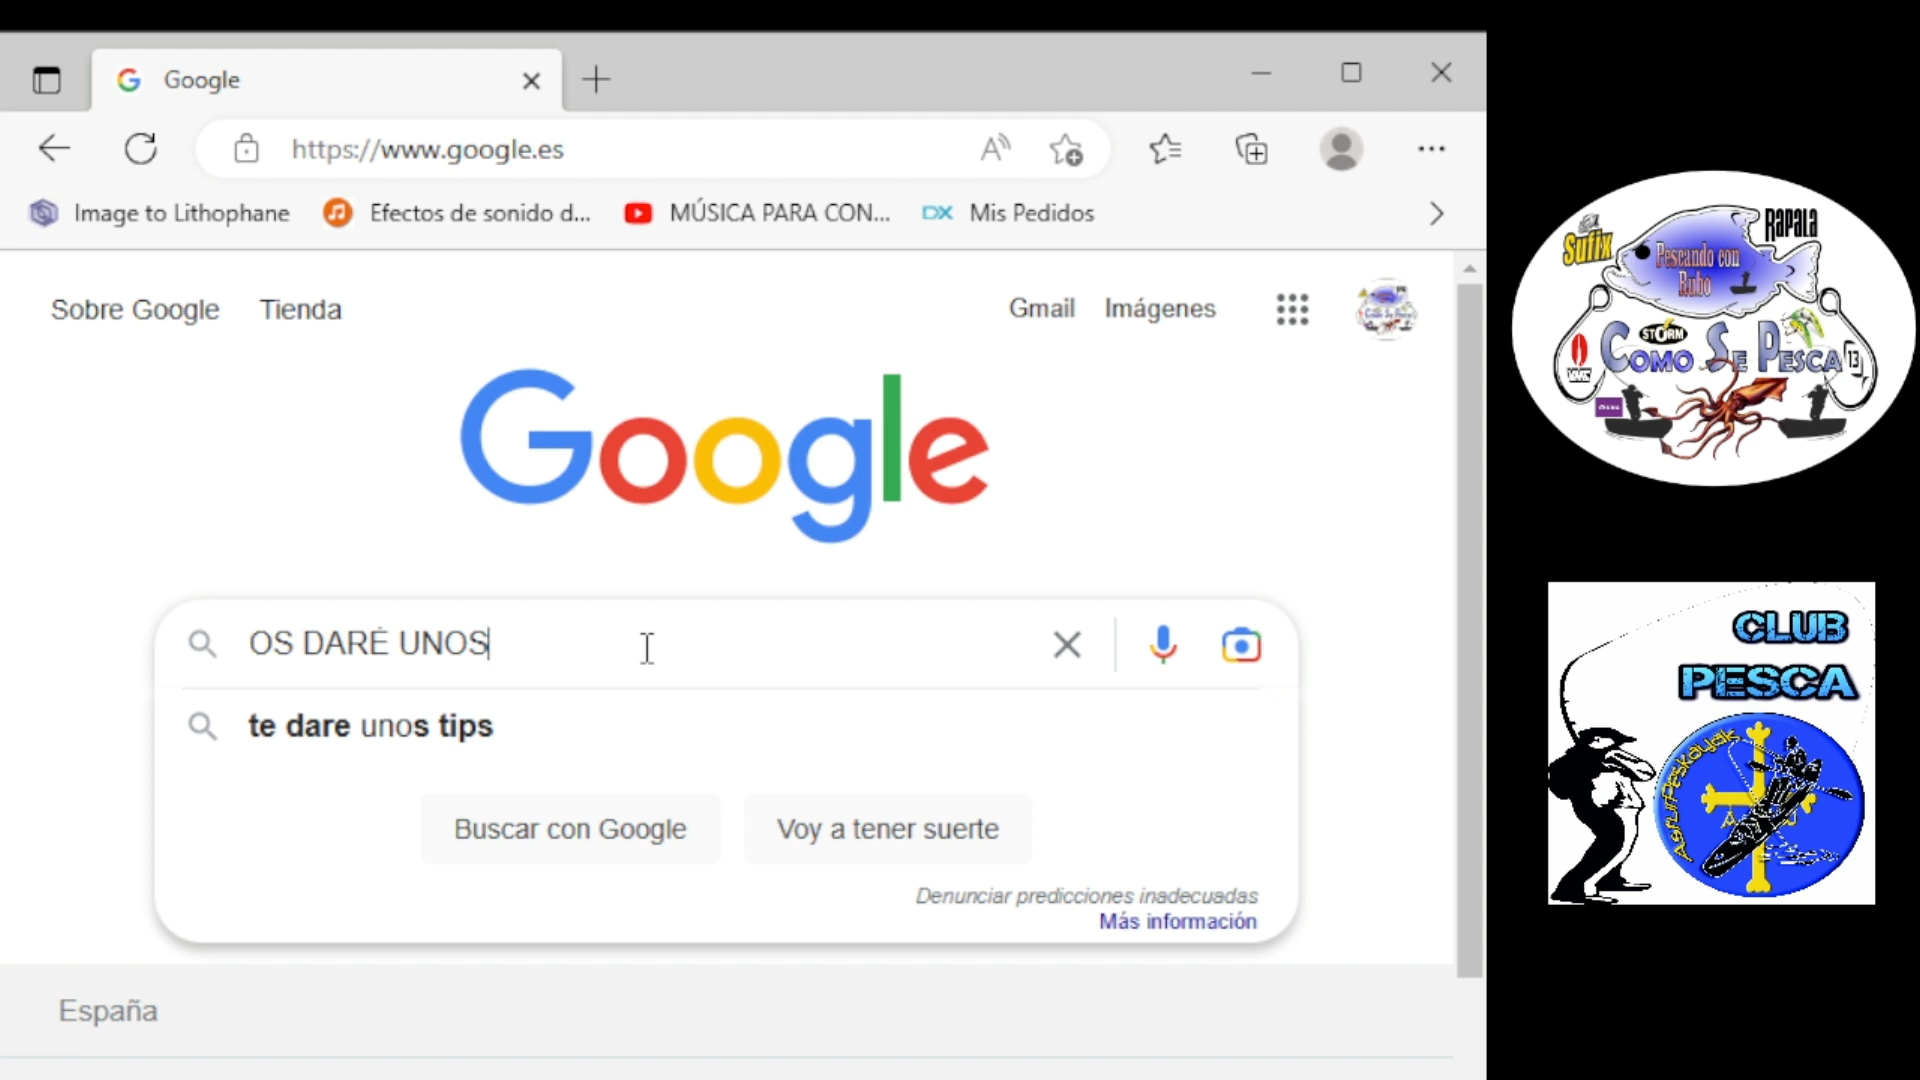 Google
https://www.google.es
Image to Lithophane
Efectos de sonido d...
MÚSICA PARA CON...
DX Mis Pedidos
Sobre Google
Tienda
Gmail
Imágenes
Google
OS DARÉ UNOS
te dare unos tips
Buscar con Google
Voy a tener suerte
Denunciar predicciones inadecuadas
Más información
España
Sufix
RAPALA
Pescando con
Rubo
STORM
COMO SE PESCA
VMC
13
CLUB
PESCA
AsturPeskayak